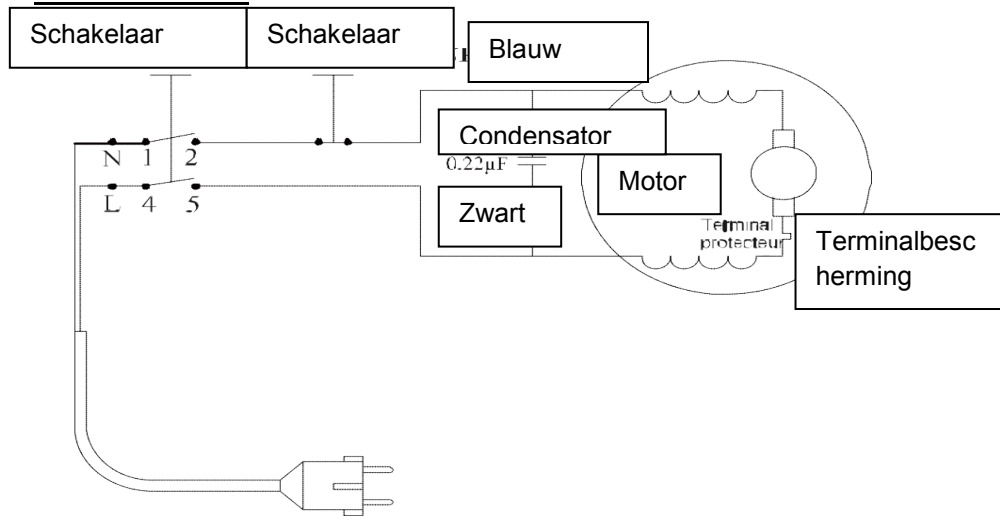 Schakelaar
Schakelaar
Blauw
Condensator
N 1 2
0.22µF
Motor
L 4 5
Zwart
Terminal
protecteur
Terminalbesc
herming